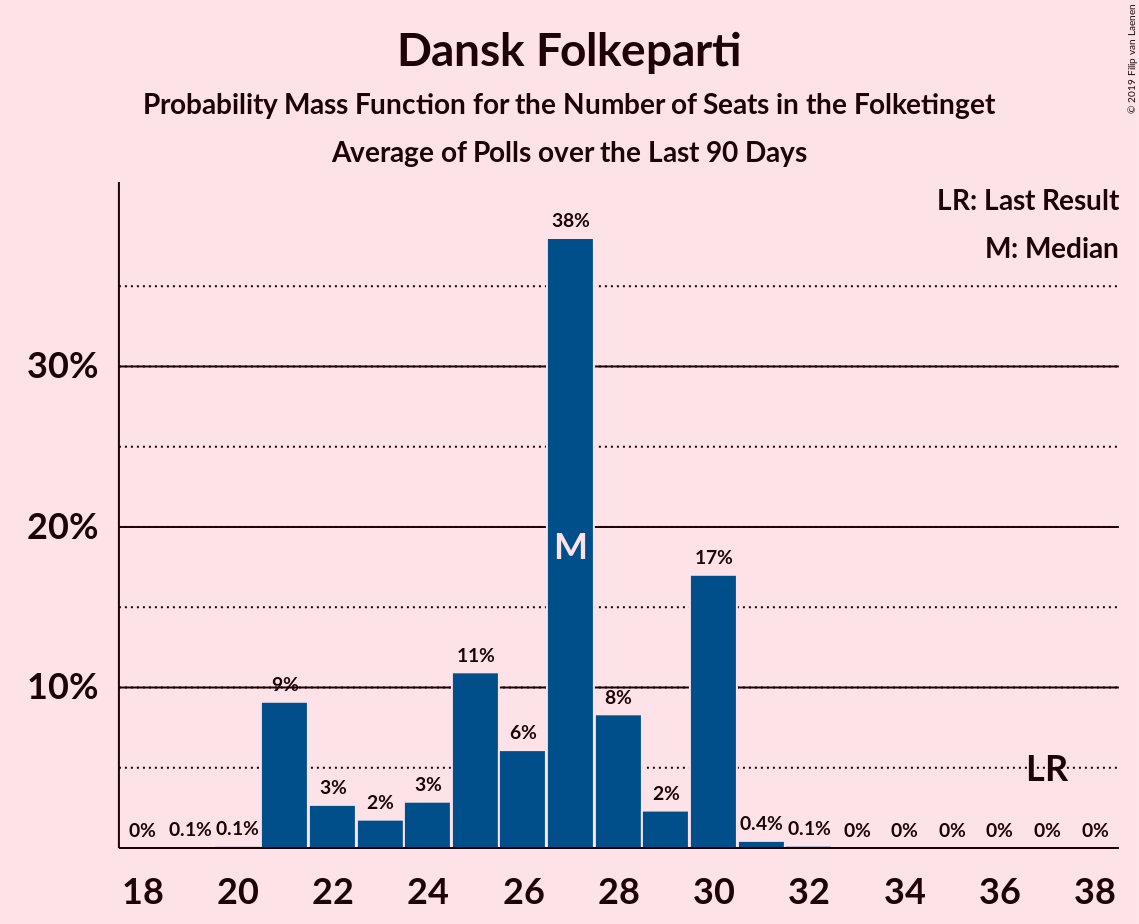 Dansk Folkeparti
Probability Mass Function for the Number of Seats in the Folketinget
Average of Polls over the Last 90 Days
© 2019 Filip van Laenen
LR: Last Result
M: Median
38%
30%
M
17%
20%
11%
10%
9%
8%
6%
LR
3%
2%
3%
2%
0%
0.1%
0.1%
0.4%
0.1%
0%
0%
0%
0%
0%
0%
18 20 22 24 26 28 30 32 34 36 38